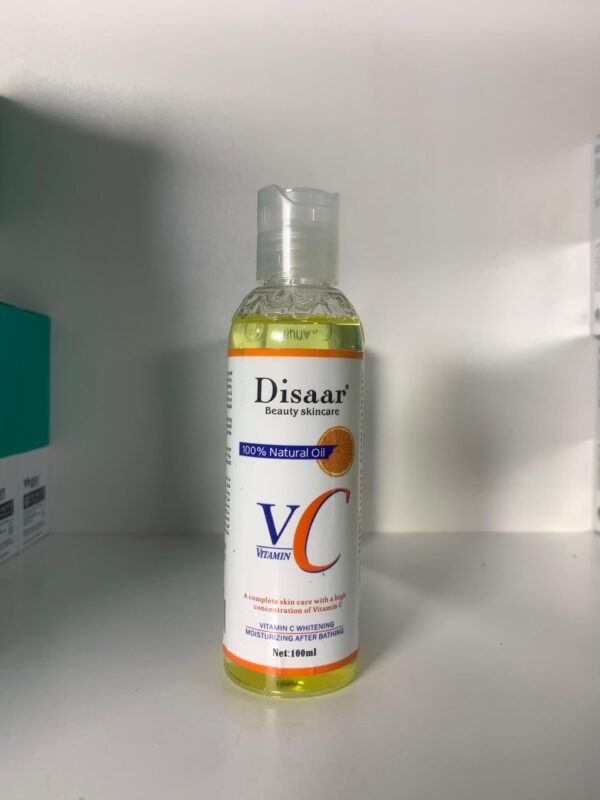 Disaar®
Beauty skincare
100% Natural Oil
VC
VITAMIN
A complete skin care with a high
concentration of Vitamin C
VITAMIN C WHITENING
MOISTURIZING AFTER BATHING
Net:100ml